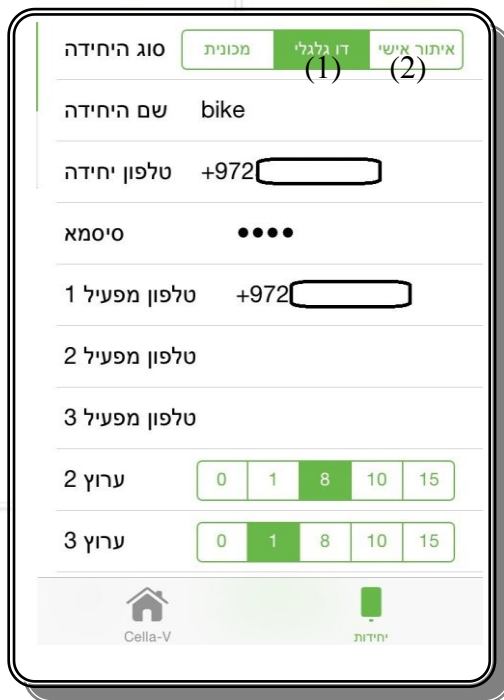 סוג היחידה מכונית דו גלגלי איתור אישי
(1) (2)
שם היחידה bike
טלפון יחידה +972
סיסמא ••••
טלפון מפעיל 1 +972
טלפון מפעיל 2
טלפון מפעיל 3
ערוץ 2 0 1 8 10 15
ערוץ 3 0 1 8 10 15
Cella-V יחידות